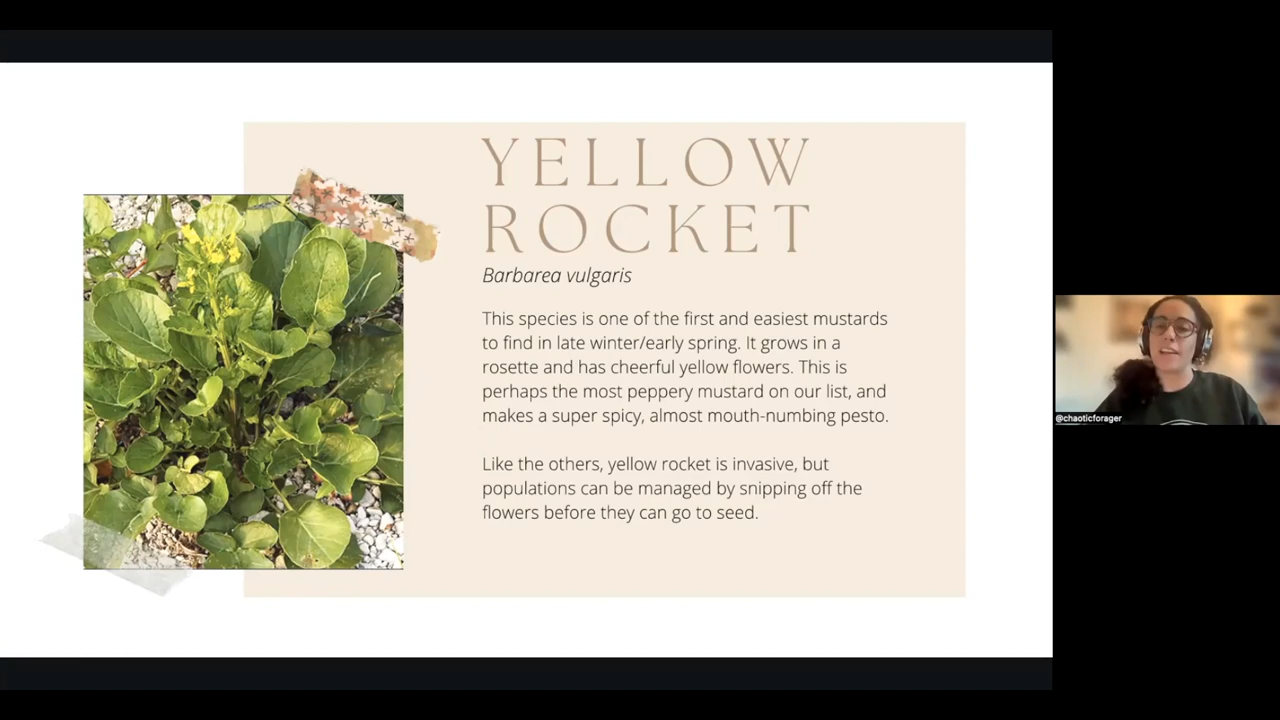 YELLOW
ROCKET
Barbarea vulgaris
This species is one of the first and easiest mustards
to find in late winter/early spring. It grows in a
rosette and has cheerful yellow flowers. This is
perhaps the most peppery mustard on our list, and
makes a super spicy, almost mouth-numbing pesto.
Like the others, yellow rocket is invasive, but
populations can be managed by snipping off the
flowers before they can go to seed.
@chaoticforager